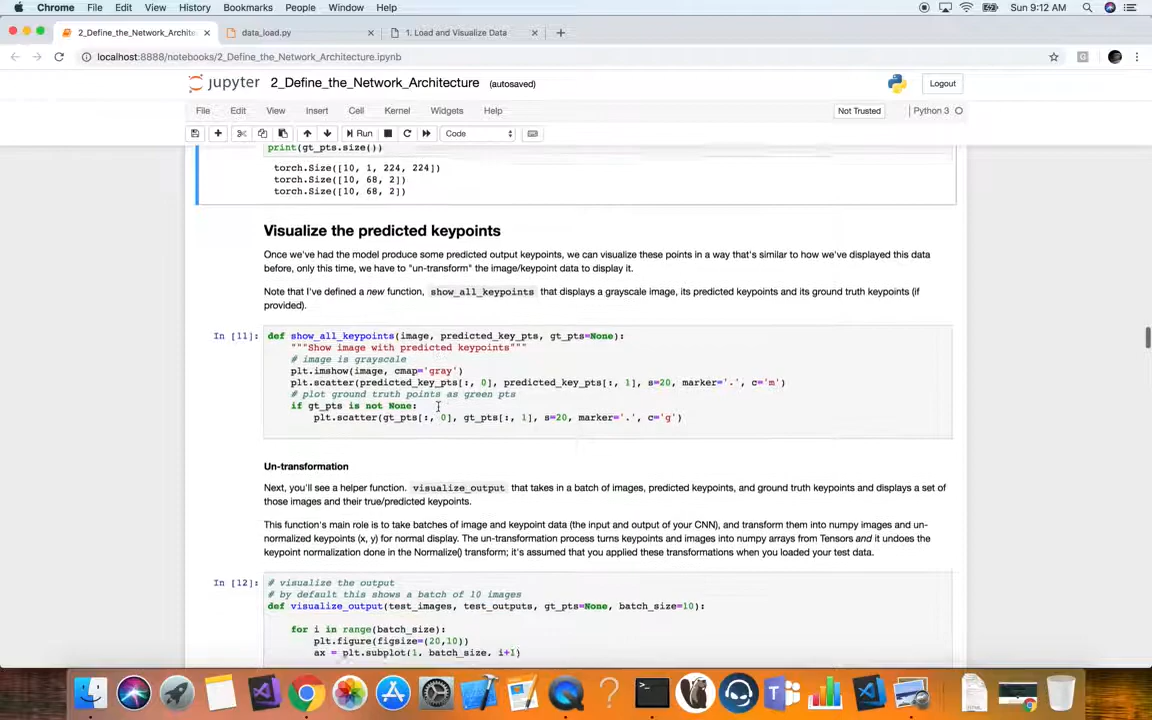 Chrome File Edit View History Bookmarks People Window Help Sun 9:12 AM
2_Define_the_Network_Archite data_load.py 1. Load and Visualize Data
localhost:8888/notebooks/2_Define_the_Network_Architecture.ipynb
jupyter 2_Define_the_Network_Architecture (autosaved) Logout
File Edit View Insert Cell Kernel Widgets Help Not Trusted Python 3
Run Code
print(gt_pts.size())
torch.Size([10, 1, 224, 224])
torch.Size([10, 68, 2])
torch.Size([10, 68, 2])
Visualize the predicted keypoints
Once we've had the model produce some predicted output keypoints, we can visualize these points in a way that's similar to how we've displayed this data
before, only this time, we have to "un-transform" the image/keypoint data to display it.
Note that I've defined a new function, show_all_keypoints that displays a grayscale image, its predicted keypoints and its ground truth keypoints (if
provided).
In [11]: def show_all_keypoints(image, predicted_key_pts, gt_pts=None):
"""Show image with predicted keypoints"""
# image is grayscale
plt.imshow(image, cmap='gray')
plt.scatter(predicted_key_pts[:, 0], predicted_key_pts[:, 1], s=20, marker='.', c='m')
# plot ground truth points as green pts
if gt_pts is not None:
plt.scatter(gt_pts[:, 0], gt_pts[:, 1], s=20, marker='.', c='g')
Un-transformation
Next, you'll see a helper function. visualize_output that takes in a batch of images, predicted keypoints, and ground truth keypoints and displays a set of
those images and their true/predicted keypoints.
This function's main role is to take batches of image and keypoint data (the input and output of your CNN), and transform them into numpy images and un-
normalized keypoints (x, y) for normal display. The un-transformation process turns keypoints and images into numpy arrays from Tensors and it undoes the
keypoint normalization done in the Normalize() transform; it's assumed that you applied these transformations when you loaded your test data.
In [12]: # visualize the output
# by default this shows a batch of 10 images
def visualize_output(test_images, test_outputs, gt_pts=None, batch_size=10):
for i in range(batch_size):
plt.figure(figsize=(20,10))
ax = plt.subplot(1, batch_size, i+1)